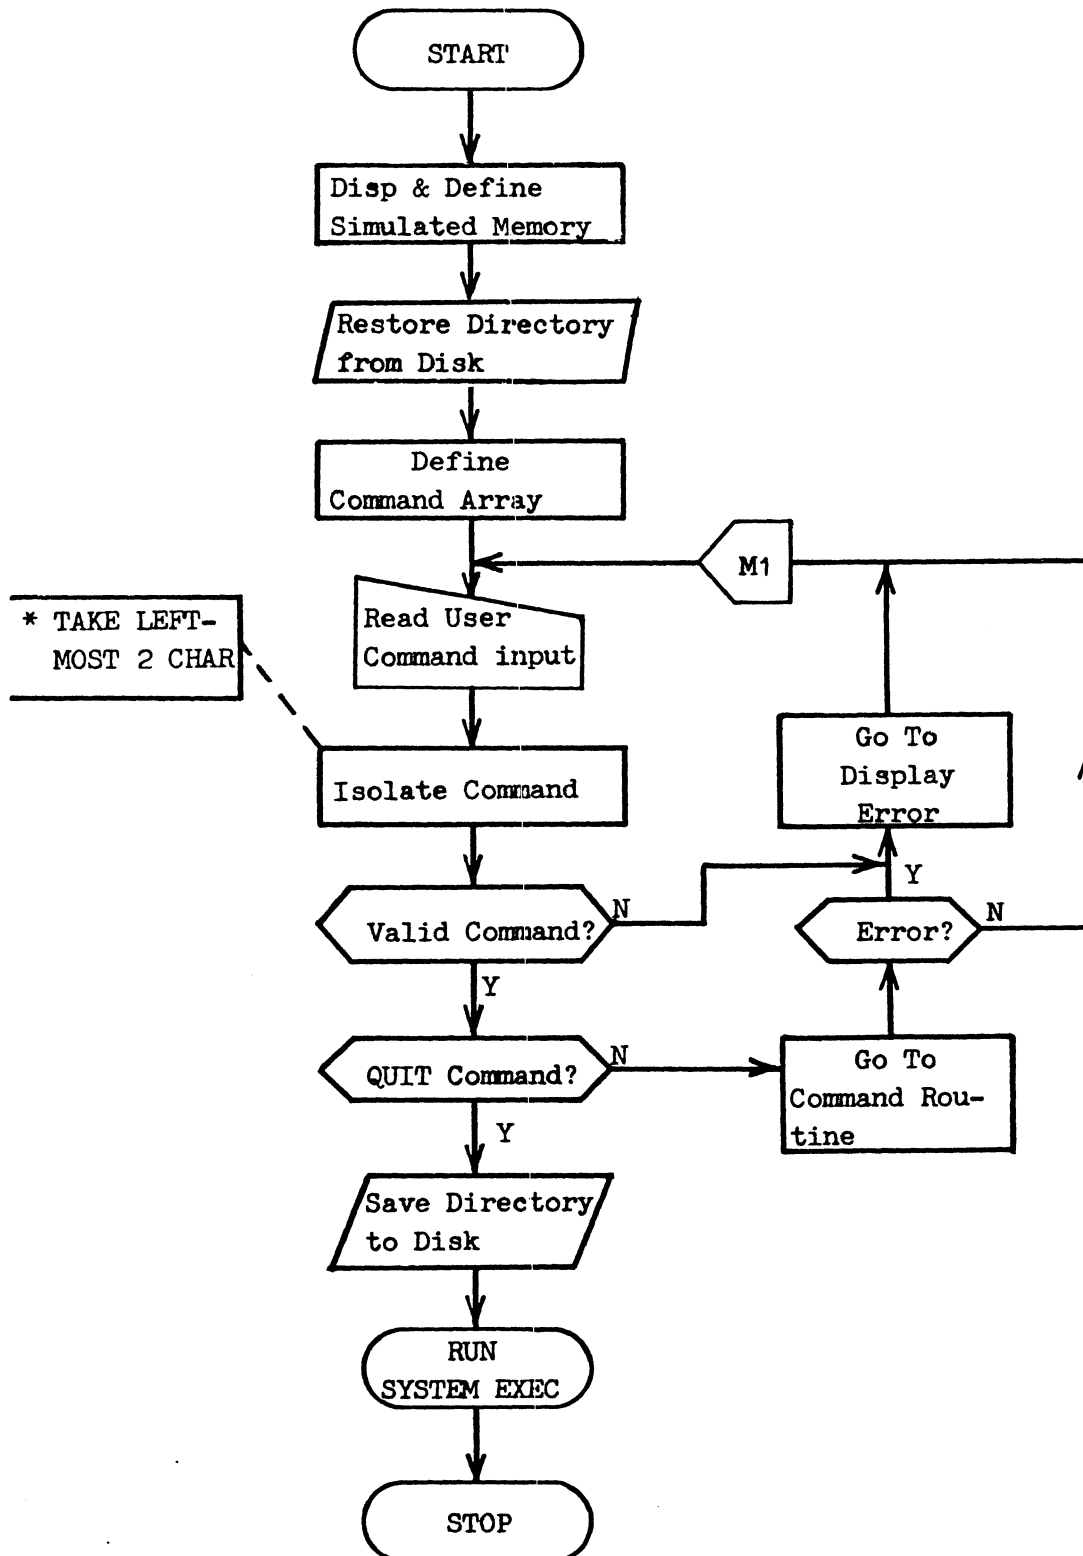 START
Disp & Define
Simulated Memory
Restore Directory
from Disk
Define
Command Array
M1
* TAKE LEFT-
MOST 2 CHAR
Read User
Command input
Go To
Display
Error
Isolate Command
Y
N
Valid Command?
N
Error?
Y
N
QUIT Command?
Go To
Command Rou-
tine
Y
Save Directory
to Disk
RUN
SYSTEM EXEC
STOP